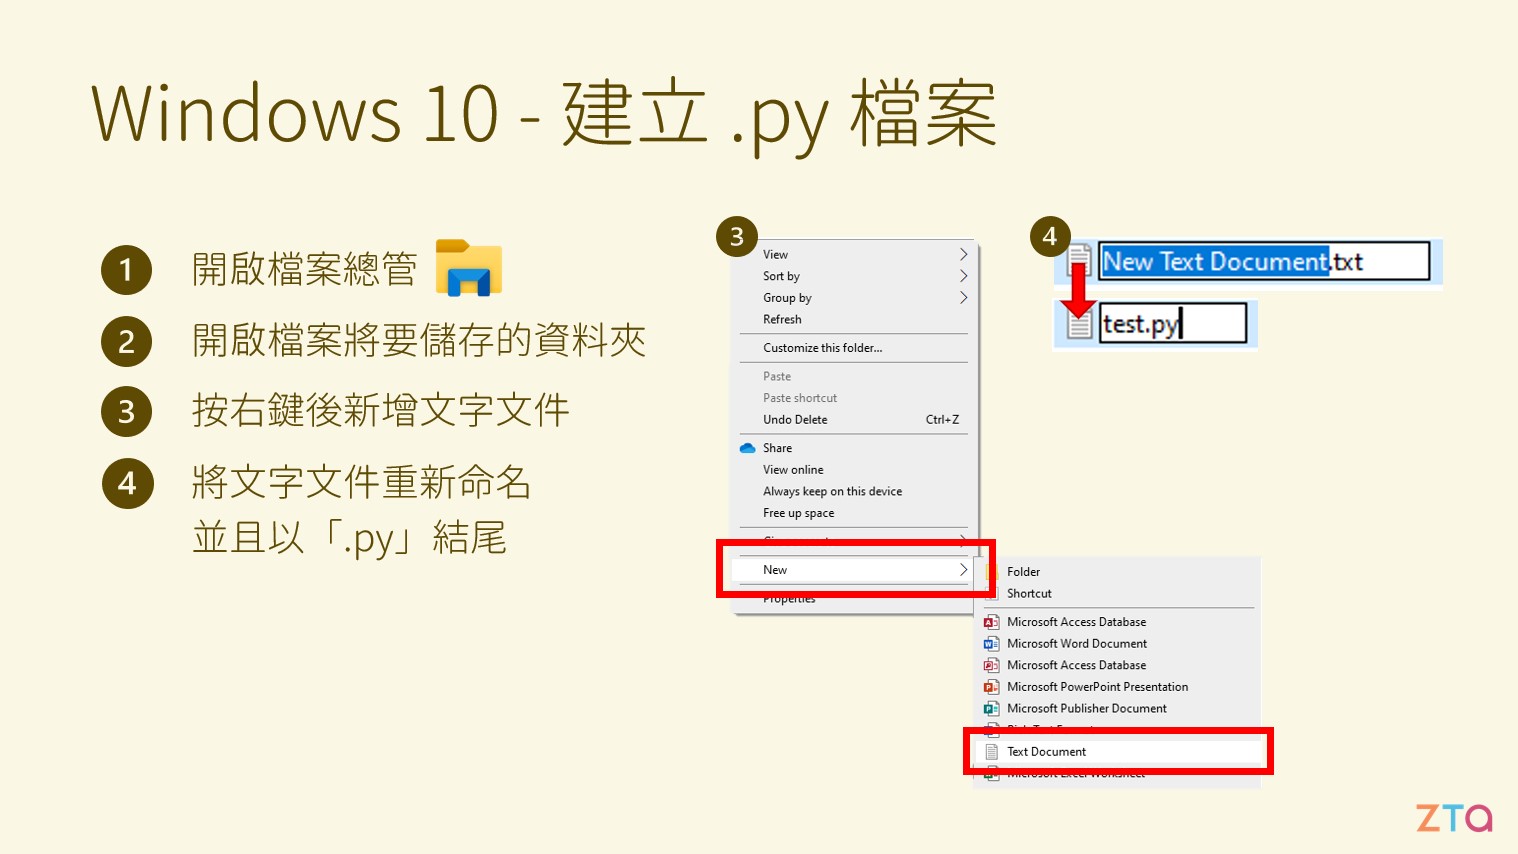 Windows 10 - 建立 .py 檔案
1 開啟檔案總管
2 開啟檔案將要儲存的資料夾
3 按右鍵後新增文字文件
4 將文字文件重新命名
並且以「.py」結尾
3
View
Sort by
Group by
Refresh
Customize this folder...
Paste
Paste shortcut
Undo Delete Ctrl+Z
Share
View online
Always keep on this device
Free up space
New
Properties
Folder
Shortcut
Microsoft Access Database
Microsoft Word Document
Microsoft Access Database
Microsoft PowerPoint Presentation
Microsoft Publisher Document
Text Document
Microsoft Excel Worksheet
4
New Text Document.txt
test.py
ZTA